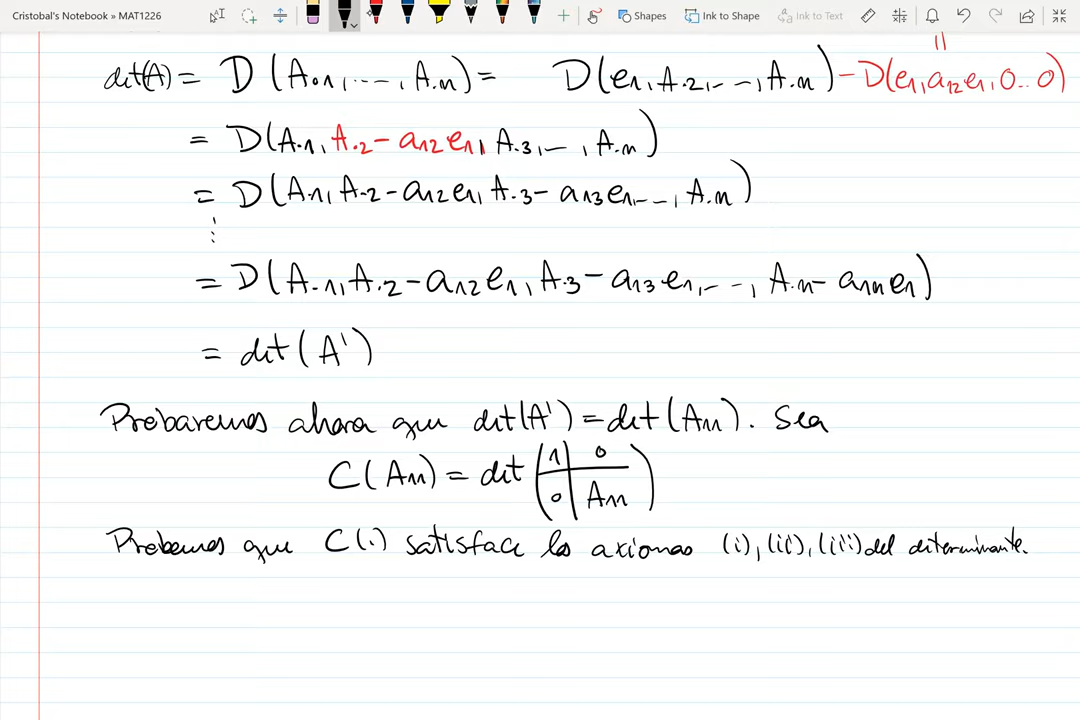 Cristobal's Notebook » MAT1226
Shapes
Ink to Shape
Ink to Text
||
det(A) = D(A·1, ..., A·n) = D(e1, A·2, --, A·n) - D(e1, a12e1, 0..0)
= D(A·1, A·2 - a12e1, A·3, --, A·n)
= D(A·1, A·2 - a12e1, A·3 - a13e1, --, A·n)
⋮
= D(A·1, A·2 - a12e1, A·3 - a13e1, --, A·n - a1ne1)
= det(A')
Probaremos ahora que det(A') = det(A11). Sea
C(A11) = det(1 | 0
0 | A11)
Probemos que C(·) satisface los axiomas (i), (ii), (iii) del determinante.